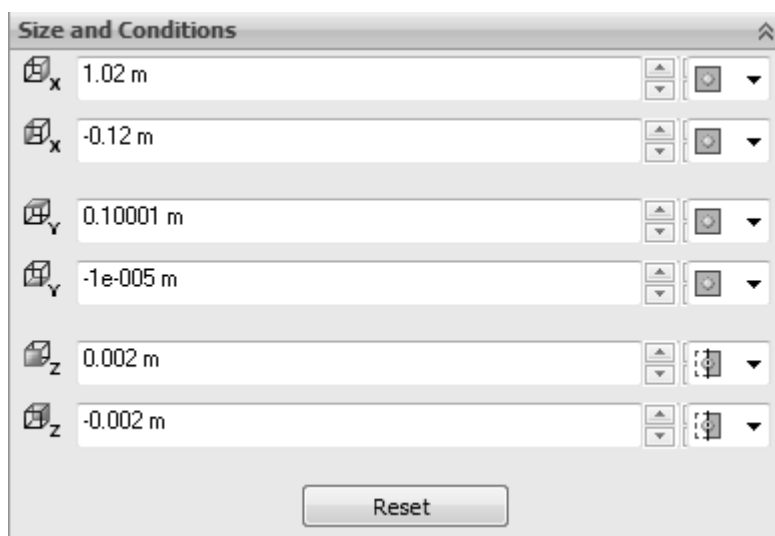 Size and Conditions
X 1.02 m
X -0.12 m
Y 0.10001 m
Y -1e-005 m
Z 0.002 m
Z -0.002 m
Reset